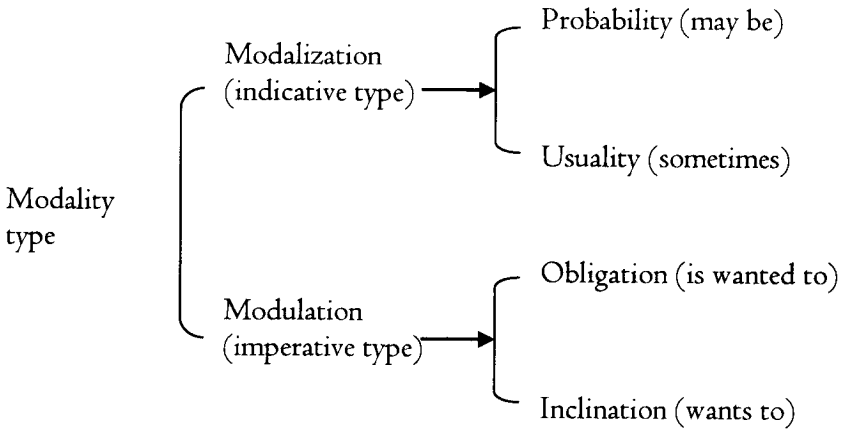 Probability (may be)
Modalization
(indicative type)
Usuality (sometimes)
Modality
type
Obligation (is wanted to)
Modulation
(imperative type)
Inclination (wants to)